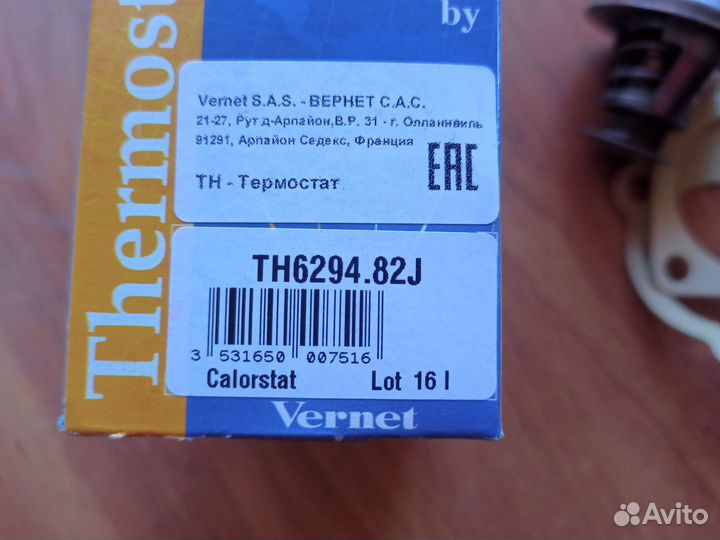 Thermost
by
Vernet S.A.S. - ВЕРНЕТ С.А.С.
21-27, Рут д-Арпайон, В.Р. 31 - г. Олланвиль
91291, Арпайон Седекс, Франция
ТН - Термостат
EAC
TH6294.82J
3 531650 007516
Calorstat Lot 16 I
Vernet
Avito